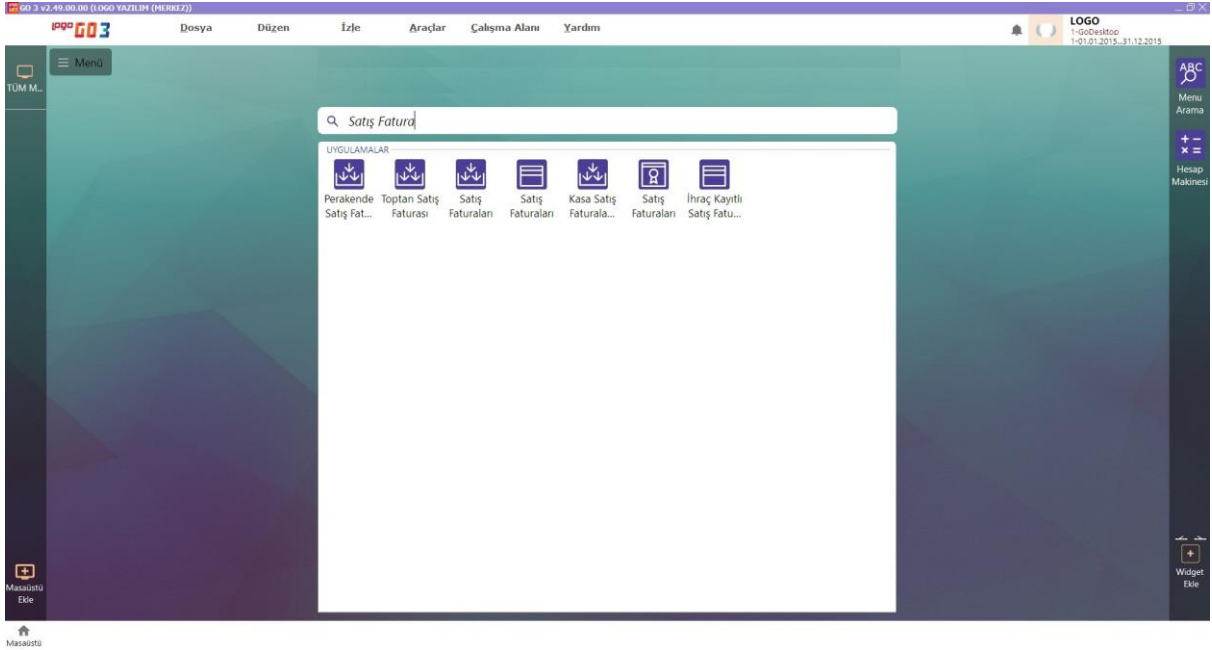 GO 3 v2.49.00.00 (LOGO YAZILIM (MERKEZ))
LOGO GO 3
Dosya Düzen İzle Araçlar Çalışma Alanı Yardım
LOGO
1-GoDesktop
1-01.01.2015...31.12.2015
TÜM M...
Menü
Satış Fatura
UYGULAMALAR
Perakende Satış Fat...
Toptan Satış Faturası
Satış Faturaları
Satış Faturaları
Kasa Satış Faturala...
Satış Faturaları
İhraç Kayıtlı Satış Fatu...
ABC
Menu
Arama
Hesap
Makinesi
Masaüstü
Ekle
Widget
Ekle
Masaüstü